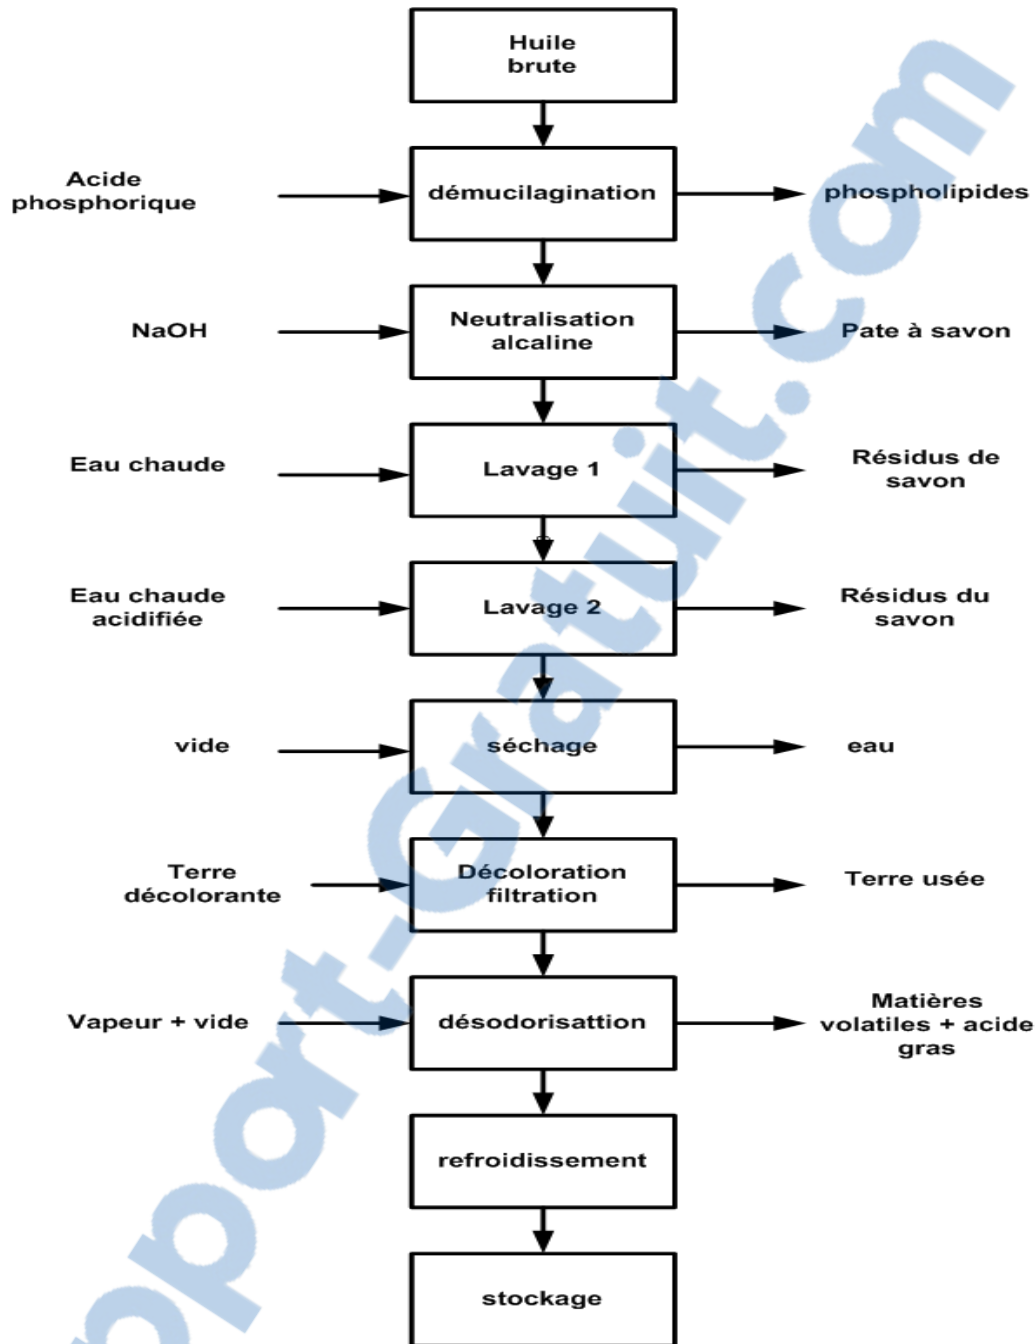 Huile
brute
Acide
phosphorique
démucilagination
phospholipides
NaOH
Neutralisation
alcaline
Pate à savon
Eau chaude
Lavage 1
Résidus de
savon
Eau chaude
acidifiée
Lavage 2
Résidus du
savon
vide
séchage
eau
Terre
décolorante
Décoloration
filtration
Terre usée
Vapeur + vide
désodorisattion
Matières
volatiles + acide
gras
refroidissement
stockage
pport-Gratuit.com